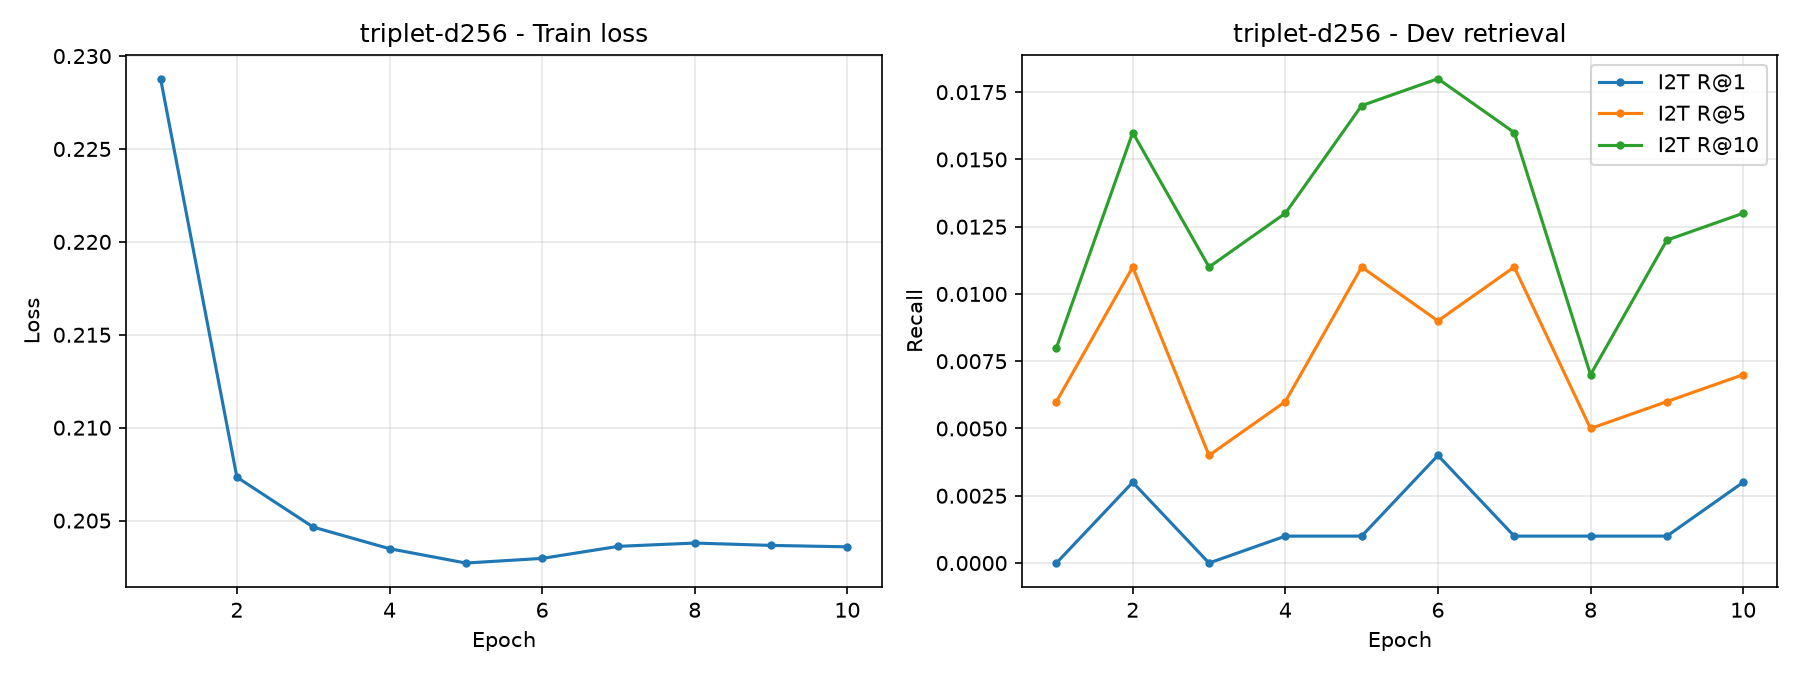 triplet-d256 - Train loss
0.230
0.225
0.220
0.215
0.210
0.205
Loss
2 4 6 8 10
Epoch
triplet-d256 - Dev retrieval
I2T R@1
I2T R@5
I2T R@10
0.0175
0.0150
0.0125
0.0100
0.0075
0.0050
0.0025
0.0000
Recall
2 4 6 8 10
Epoch